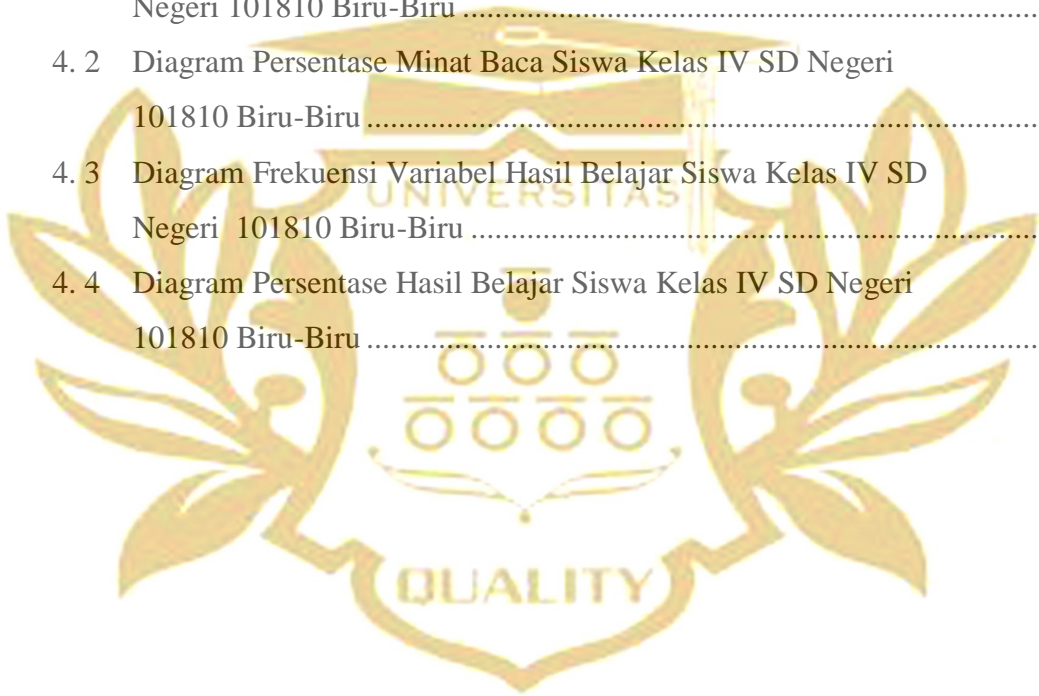 Negeri 101810 Biru-Biru ..........................................................................
4. 2 Diagram Persentase Minat Baca Siswa Kelas IV SD Negeri
101810 Biru-Biru ......................................................................................
4. 3 Diagram Frekuensi Variabel Hasil Belajar Siswa Kelas IV SD
UNIVERSITAS
Negeri 101810 Biru-Biru ..........................................................................
4. 4 Diagram Persentase Hasil Belajar Siswa Kelas IV SD Negeri
101810 Biru-Biru ......................................................................................
QUALITY